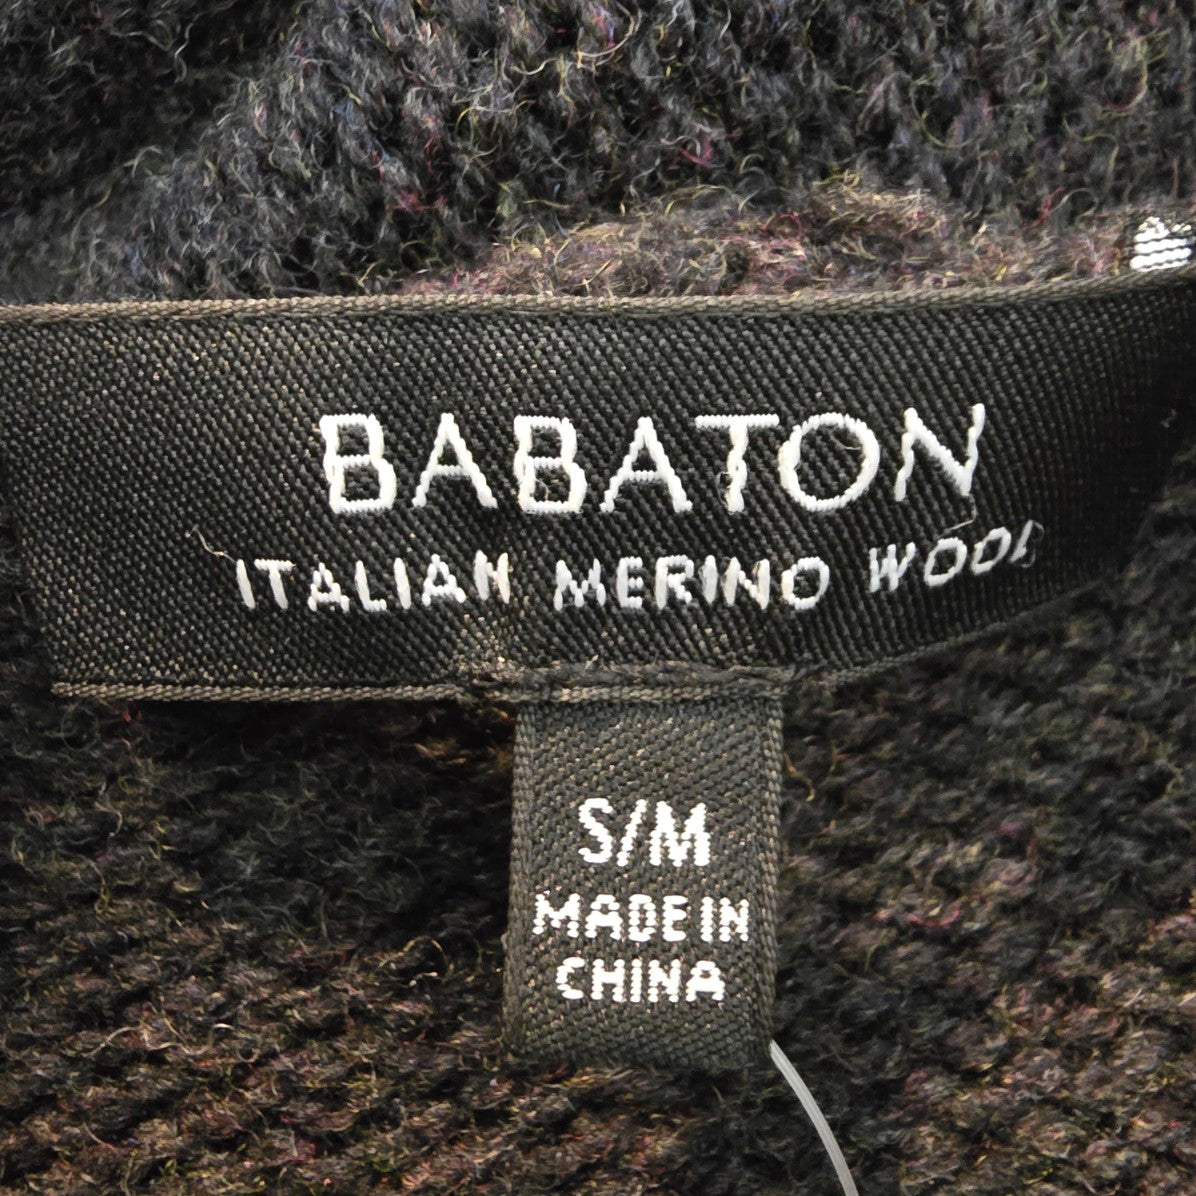 BABATON
ITALIAN MERINO WOOL
S/M
MADE IN
CHINA